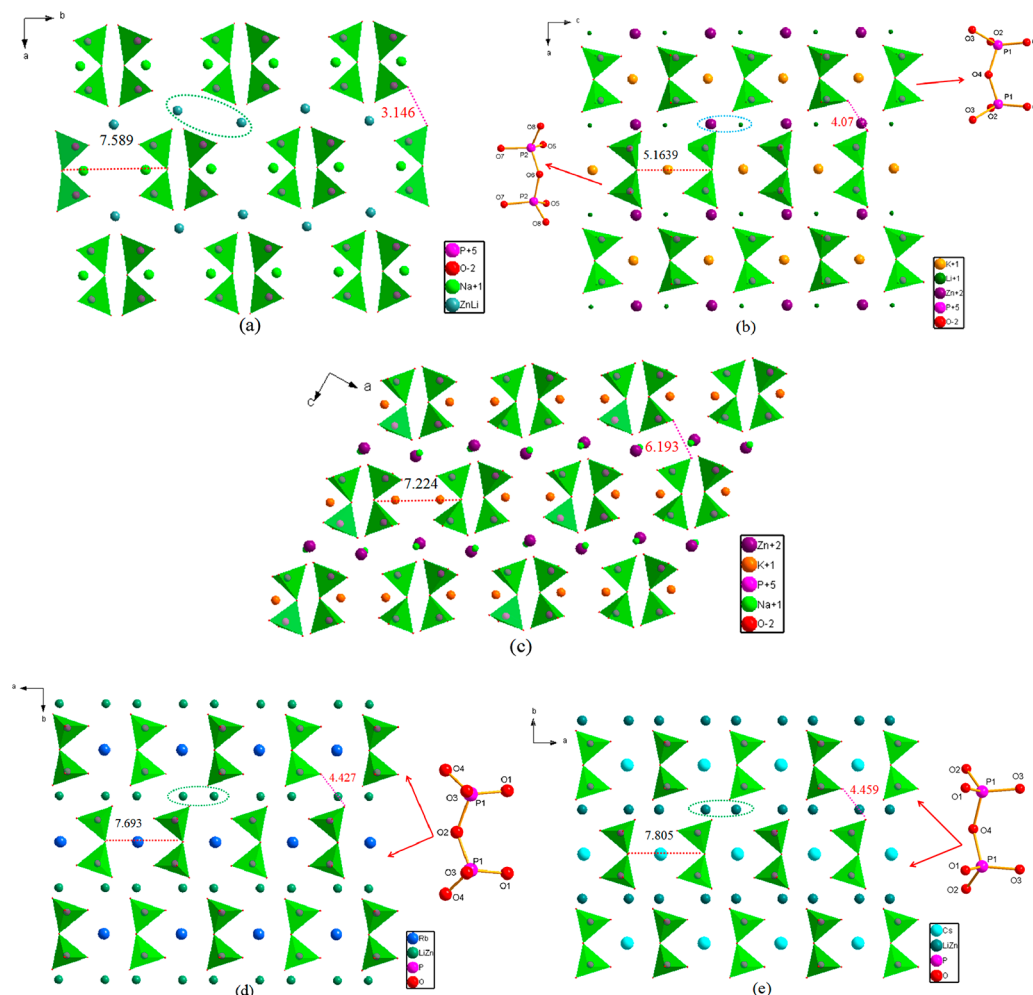 b
a
7.589
3.146
P+5
O-2
Na+1
ZnLi
(a)
c
a
5.1639
4.07
O8
O7
O5
P2
O6
P2
O7
O5
O8
O3
O2
P1
O4
P1
O3
O2
K+1
Li+1
Zn+2
P+5
O-2
(b)
a
c
7.224
6.193
Zn+2
K+1
P+5
Na+1
O-2
(c)
a
b
7.693
4.427
O4
O3
O1
P1
O2
P1
O3
O1
O4
Rb
LiZn
P
O
(d)
b
a
7.805
4.459
O2
O1
O3
P1
O4
O1
P1
O2
O3
Cs
LiZn
P
O
(e)